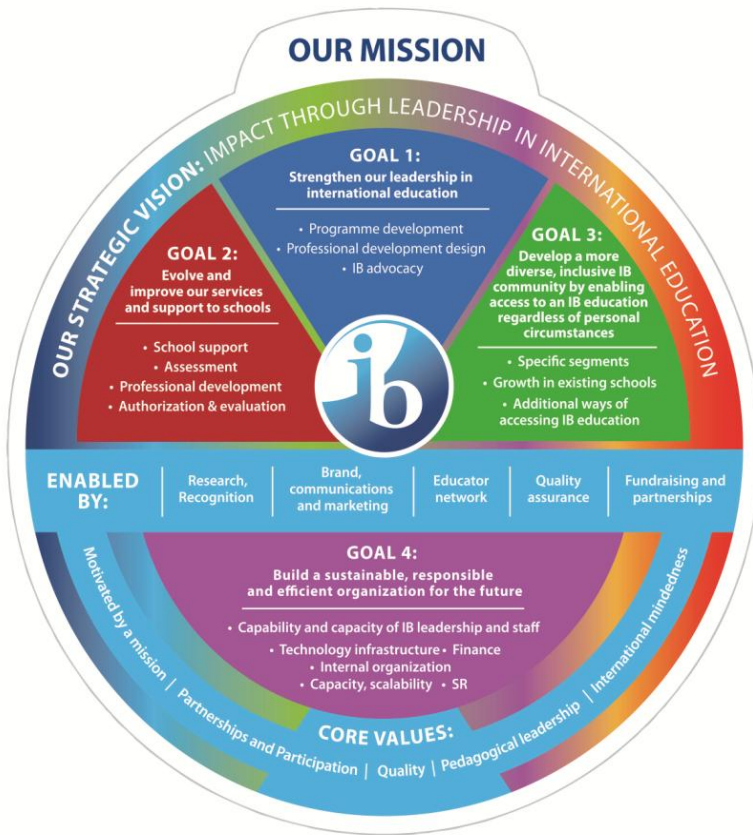 OUR MISSION
OUR STRATEGIC VISION: IMPACT THROUGH LEADERSHIP IN INTERNATIONAL EDUCATION
GOAL 1:
Strengthen our leadership in
international education
• Programme development
• Professional development design
• IB advocacy
GOAL 2:
Evolve and
improve our services
and support to schools
• School support
• Assessment
• Professional development
• Authorization & evaluation
GOAL 3:
Develop a more
diverse, inclusive IB
community by enabling
access to an IB education
regardless of personal
circumstances
• Specific segments
• Growth in existing schools
• Additional ways of
accessing IB education
ib
ENABLED
BY:
Research,
Recognition
Brand,
communications
and marketing
Educator
network
Quality
assurance
Fundraising and
partnerships
GOAL 4:
Build a sustainable, responsible
and efficient organization for the future
• Capability and capacity of IB leadership and staff
• Technology infrastructure • Finance
• Internal organization
• Capacity, scalability • SR
CORE VALUES:
Motivated by a mission | Partnerships and Participation | Quality | Pedagogical leadership | International mindedness